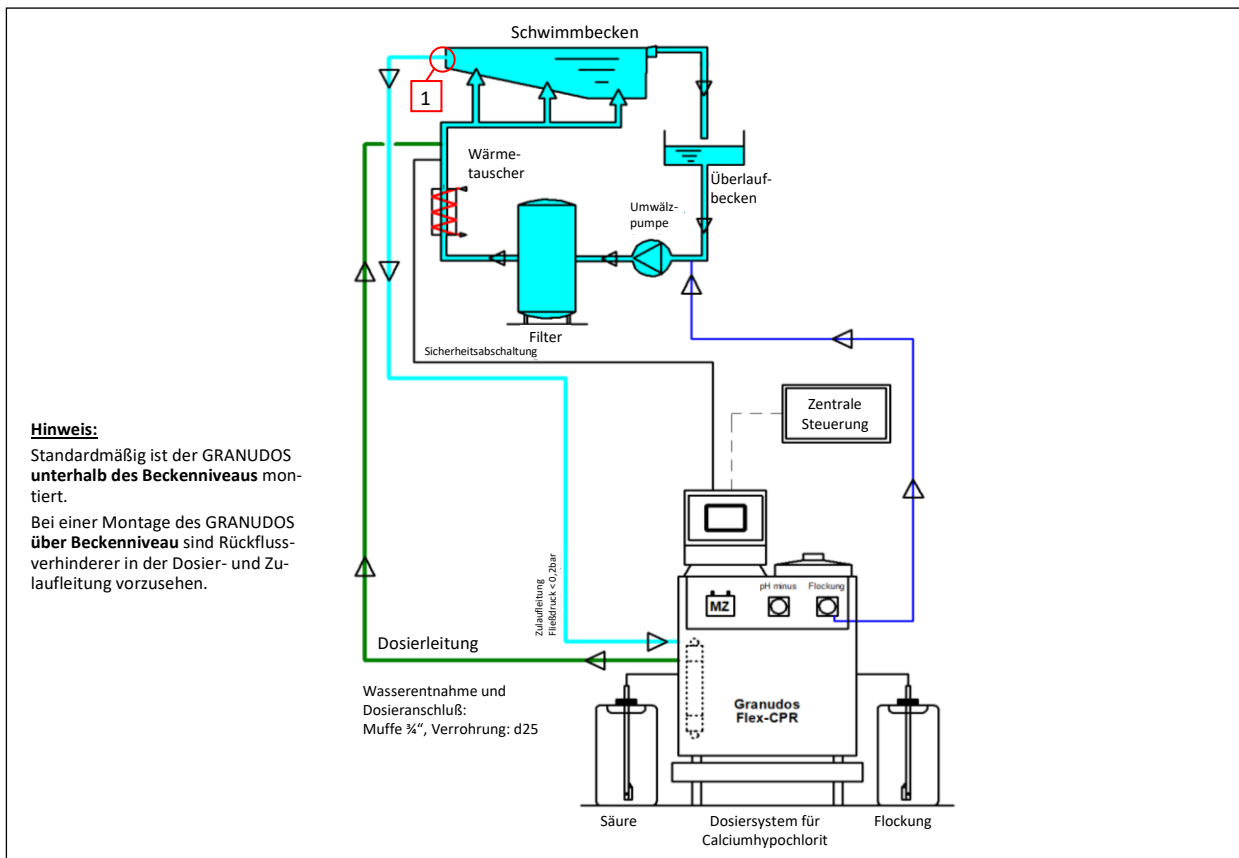 Schwimmbecken
1
Wärme-
tauscher
Überlauf-
becken
Umwälz-
pumpe
Filter
Sicherheitsabschaltung
Zentrale
Steuerung
Hinweis:
Standardmäßig ist der GRANUDOS
unterhalb des Beckenniveaus mon-
tiert.
Bei einer Montage des GRANUDOS
über Beckenniveau sind Rückfluss-
verhinderer in der Dosier- und Zu-
laufleitung vorzusehen.
Zulaufleitung
Fließdruck < 0,2bar
MZ
pH minus
Flockung
Dosierleitung
Wasserentnahme und
Dosieranschluß:
Muffe ¾“, Verrohrung: d25
Granudos
Flex-CPR
Säure
Dosiersystem für
Calciumhypochlorit
Flockung